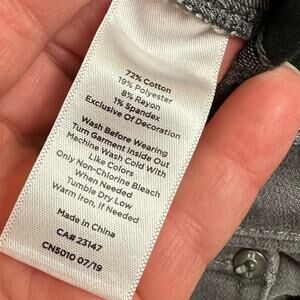 72% Cotton
19% Polyester
8% Rayon
1% Spandex
Exclusive Of Decoration
Wash Before Wearing
Turn Garment Inside Out
Machine Wash Cold With
Like Colors
Only Non-Chlorine Bleach
When Needed
Tumble Dry Low
Warm Iron, If Needed
Made in China
CA# 23147
CN5010 07/19